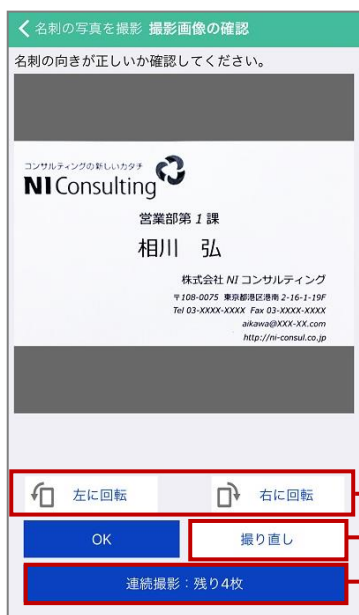 名刺の写真を撮影 撮影画像の確認
名刺の向きが正しいか確認してください。
コンサルティングの新しいカタチ
NI Consulting
営業部第 1 課
相川 弘
株式会社 NI コンサルティング
〒108-0075 東京都港区港南 2-16-1-19F
Tel 03-XXXX-XXXX Fax 03-XXXX-XXXX
aikawa@XXX-XX.com
http://ni-consul.co.jp
左に回転 右に回転
OK 撮り直し
連続撮影：残り4枚